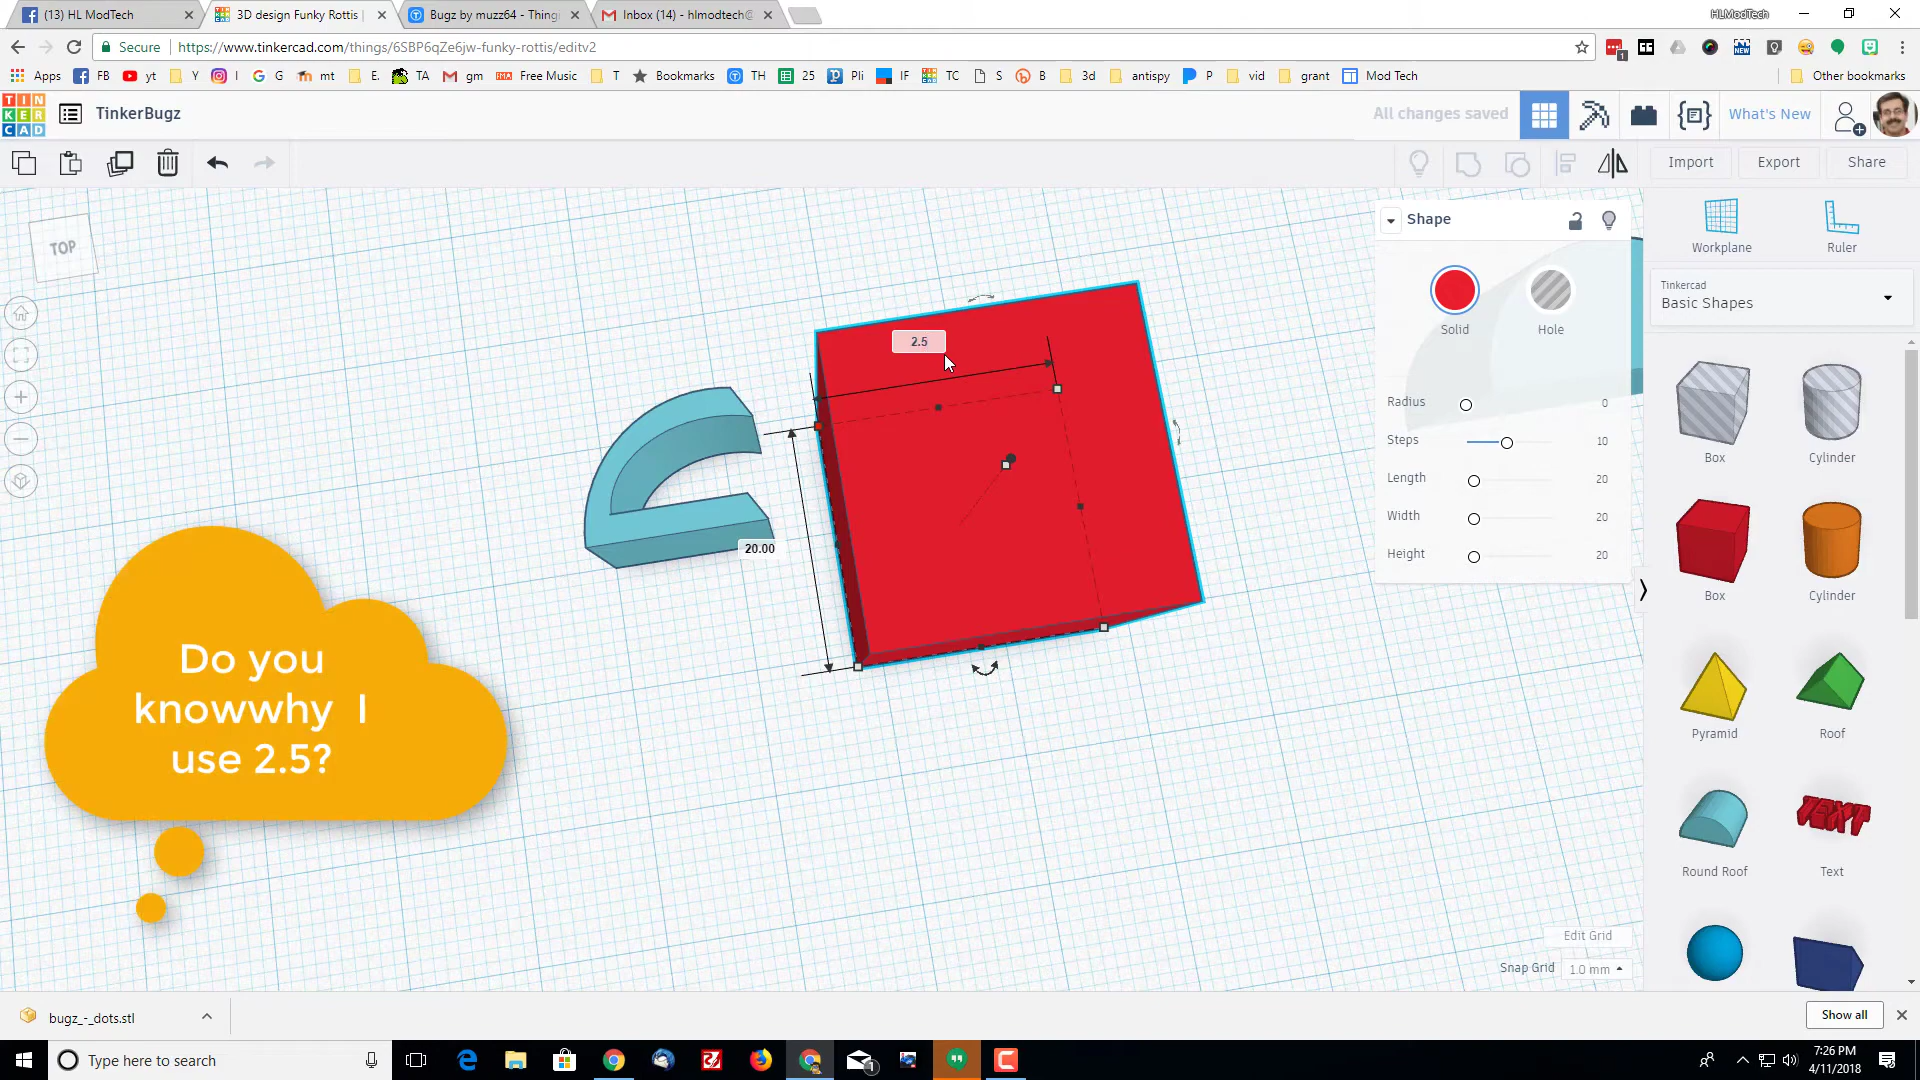 (13) HL ModTech
3D design Funky Rottis |
Bugz by muzz64 - Thing
Inbox (14) - hlmodtech@
HLModTech
Secure
https://www.tinkercad.com/things/6SBP6qZe6jw-funky-rottis/editv2
Apps
FB
yt
Y
I
G
mt
E.
TA
gm
Free Music
T
Bookmarks
TH
25
Pli
IF
TC
S
B
3d
antispy
P
vid
grant
Mod Tech
Other bookmarks
TIN
KER
CAD
TinkerBugz
All changes saved
What's New
Import
Export
Share
TOP
Shape
Solid
Hole
Radius 0
Steps 10
Length 20
Width 20
Height 20
Workplane
Ruler
Tinkercad
Basic Shapes
Box
Cylinder
Box
Cylinder
Pyramid
Roof
Round Roof
TEXT
Text
2.5
20.00
Do you
knowwhy I
use 2.5?
Edit Grid
Snap Grid
1.0 mm
bugz_-_dots.stl
Show all
Type here to search
7:26 PM
4/11/2018